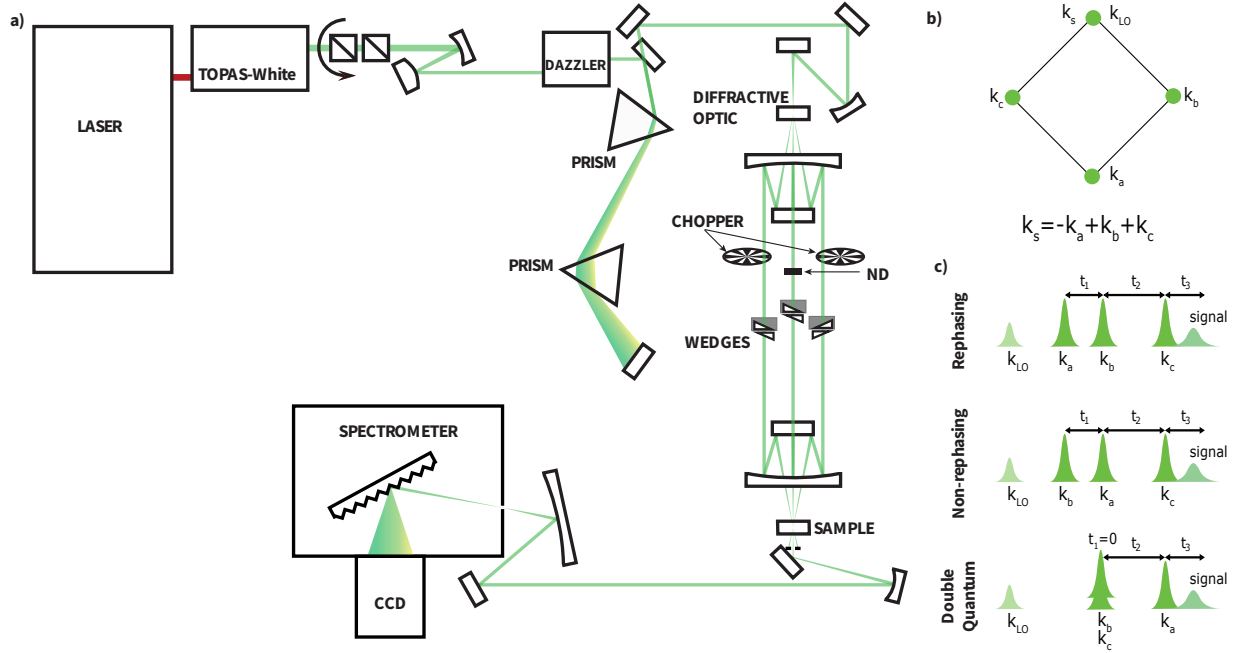 a)
LASER
TOPAS-White
DAZZLER
PRISM
PRISM
DIFFRACTIVE
OPTIC
CHOPPER
ND
WEDGES
SAMPLE
SPECTROMETER
CCD
b)
k_s k_LO
k_c k_b
k_a
k_s=-k_a+k_b+k_c
c)
Rephasing
t_1 t_2 t_3
signal
k_LO k_a k_b k_c
Non-rephasing
t_1 t_2 t_3
signal
k_LO k_b k_a k_c
Double
Quantum
t_1=0 t_2 t_3
signal
k_LO k_b k_a
k_c